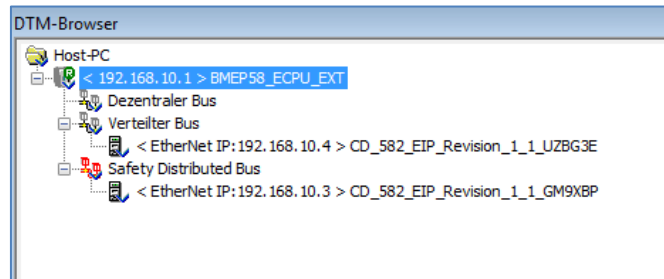 DTM-Browser
Host-PC
< 192.168.10.1 > BMEP58_ECPU_EXT
Dezentraler Bus
Verteilter Bus
< EtherNet IP:192.168.10.4 > CD_582_EIP_Revision_1_1_UZBG3E
Safety Distributed Bus
< EtherNet IP:192.168.10.3 > CD_582_EIP_Revision_1_1_GM9XBP